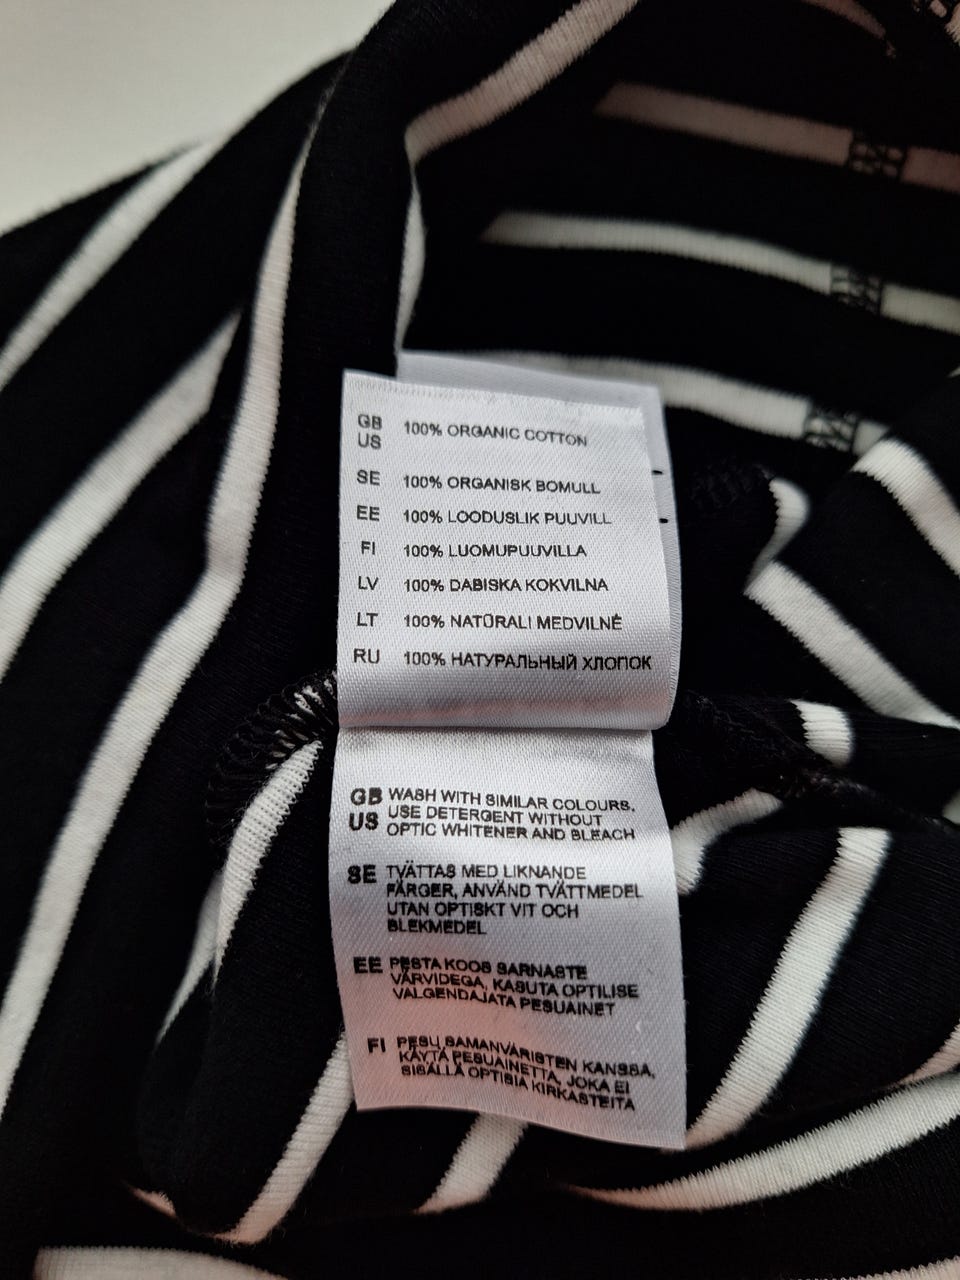 GB US 100% ORGANIC COTTON
SE 100% ORGANISK BOMULL
EE 100% LOODUSLIK PUUVILL
FI 100% LUOMUPUUVILLA
LV 100% DABISKA KOKVILNA
LT 100% NATŪRALI MEDVILNĖ
RU 100% НАТУРАЛЬНЫЙ ХЛОПОК
GB US WASH WITH SIMILAR COLOURS,
USE DETERGENT WITHOUT
OPTIC WHITENER AND BLEACH
SE TVÄTTAS MED LIKNANDE
FÄRGER, ANVÄND TVÄTTMEDEL
UTAN OPTISKT VIT OCH
BLEKMEDEL
EE PESTA KOOS SARNASTE
VÄRVIDEGA, KASUTA OPTILISE
VALGENDAJATA PESUAINET
FI PESU SAMANVÄRISTEN KANSSA,
KÄYTÄ PESUAINETTA, JOKA EI
SISÄLLÄ OPTISIA KIRKASTEITA